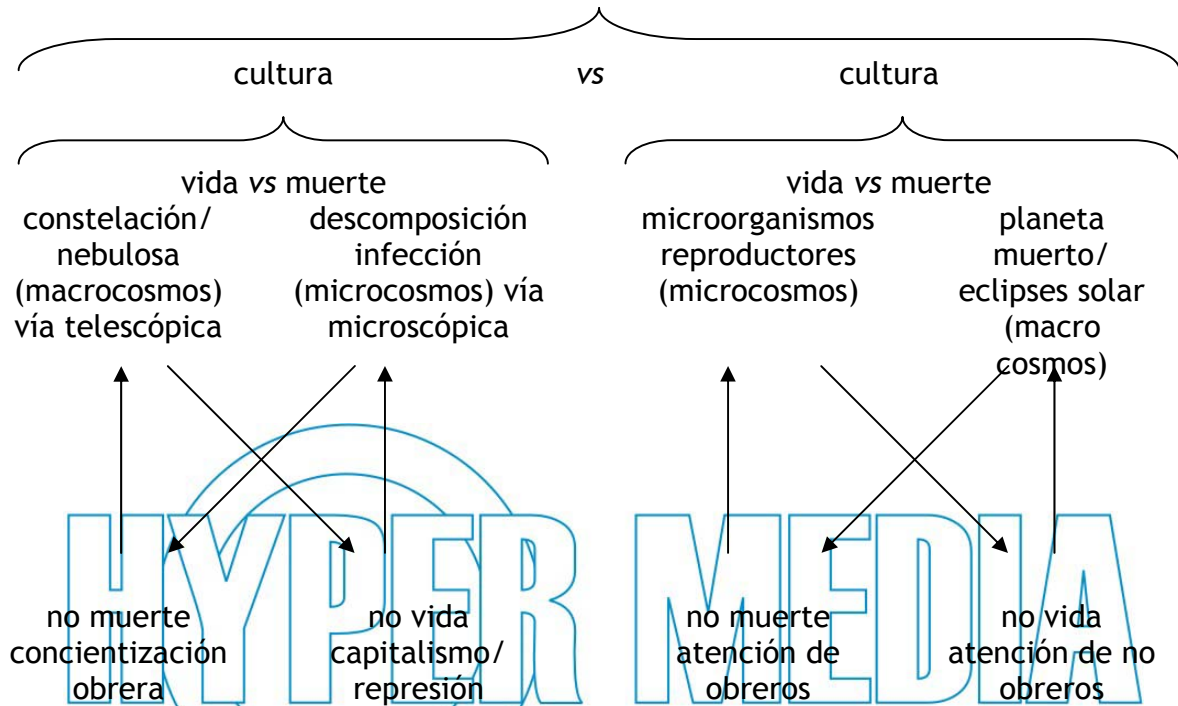 cultura vs cultura
vida vs muerte
constelación/
nebulosa
(macrocosmos)
vía telescópica
descomposición
infección
(microcosmos) vía
microscópica
vida vs muerte
microorganismos
reproductores
(microcosmos)
planeta
muerto/
eclipses solar
(macro
cosmos)
HYPERMEDIA
no muerte
concientización
obrera
no vida
capitalismo/
represión
no muerte
atención de
obreros
no vida
atención de no
obreros